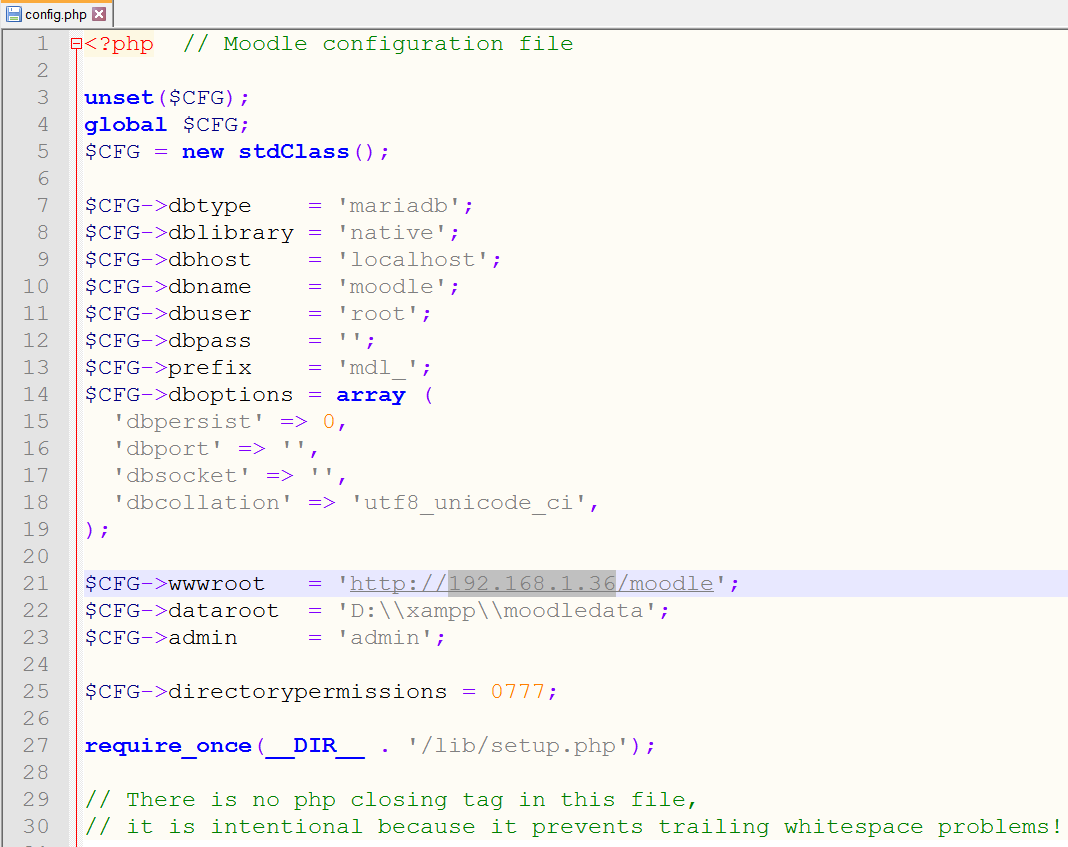 config.php
1 <?php  // Moodle configuration file
2
3 unset($CFG);
4 global $CFG;
5 $CFG = new stdClass();
6
7 $CFG->dbtype    = 'mariadb';
8 $CFG->dblibrary = 'native';
9 $CFG->dbhost    = 'localhost';
10 $CFG->dbname    = 'moodle';
11 $CFG->dbuser    = 'root';
12 $CFG->dbpass    = '';
13 $CFG->prefix    = 'mdl_';
14 $CFG->dboptions = array (
15   'dbpersist' => 0,
16   'dbport' => '',
17   'dbsocket' => '',
18   'dbcollation' => 'utf8_unicode_ci',
19 );
20
21 $CFG->wwwroot   = 'http://192.168.1.36/moodle';
22 $CFG->dataroot  = 'D:\\xampp\\moodledata';
23 $CFG->admin     = 'admin';
24
25 $CFG->directorypermissions = 0777;
26
27 require_once(__DIR__ . '/lib/setup.php');
28
29 // There is no php closing tag in this file,
30 // it is intentional because it prevents trailing whitespace problems!